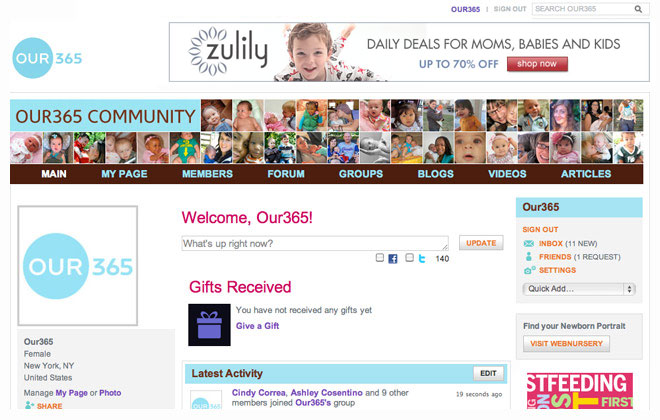 OUR365 | SIGN OUT SEARCH OUR365
OUR 365
zulily
DAILY DEALS FOR MOMS, BABIES AND KIDS
UP TO 70% OFF shop now
OUR365 COMMUNITY
MAIN MY PAGE MEMBERS FORUM GROUPS BLOGS VIDEOS ARTICLES
OUR 365
Our365
Female
New York, NY
United States
Manage My Page or Photo
SHARE
Welcome, Our365!
What's up right now?
UPDATE
140
Gifts Received
You have not received any gifts yet
Give a Gift
Latest Activity EDIT
OUR 365
Cindy Correa, Ashley Cosentino and 9 other
members joined Our365's group
19 seconds ago
Our365
SIGN OUT
INBOX (11 NEW)
FRIENDS (1 REQUEST)
SETTINGS
Quick Add...
Find your Newborn Portrait
VISIT WEBNURSERY
STFEEDING
FIRST